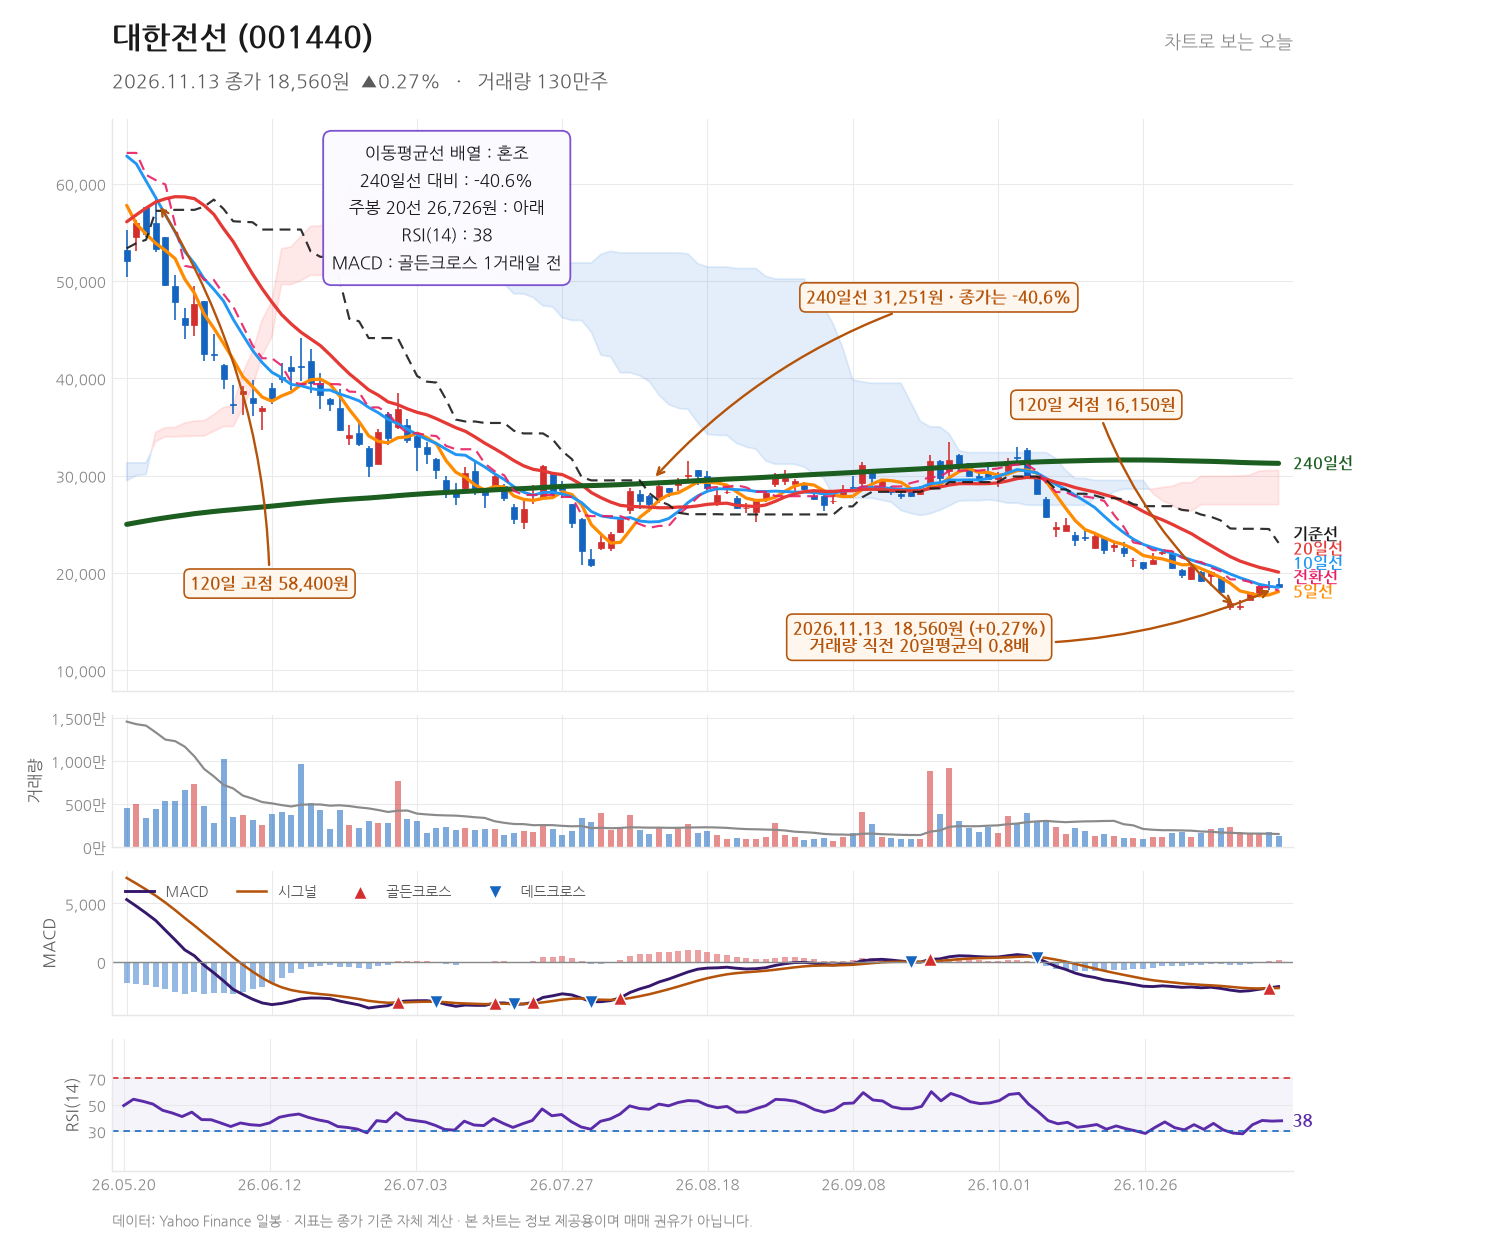 대한전선 (001440)
차트로 보는 오늘
2026.11.13 종가 18,560원 ▲0.27% · 거래량 130만주
이동평균선 배열 : 혼조
240일선 대비 : -40.6%
주봉 20선 26,726원 : 아래
RSI(14) : 38
MACD : 골든크로스 1거래일 전
60,000
50,000
40,000
30,000
20,000
10,000
240일선 31,251원 · 종가는 -40.6%
120일 저점 16,150원
120일 고점 58,400원
2026.11.13 18,560원 (+0.27%)
거래량 직전 20일평균의 0.8배
240일선
기준선
20일선
10일선
전환선
5일선
거래량
1,500만
1,000만
500만
0만
MACD
MACD
시그널
▲ 골든크로스
▼ 데드크로스
5,000
0
RSI(14)
70
50
30
38
26.05.20
26.06.12
26.07.03
26.07.27
26.08.18
26.09.08
26.10.01
26.10.26
데이터: Yahoo Finance 일봉 · 지표는 종가 기준 자체 계산 · 본 차트는 정보 제공용이며 매매 권유가 아닙니다.